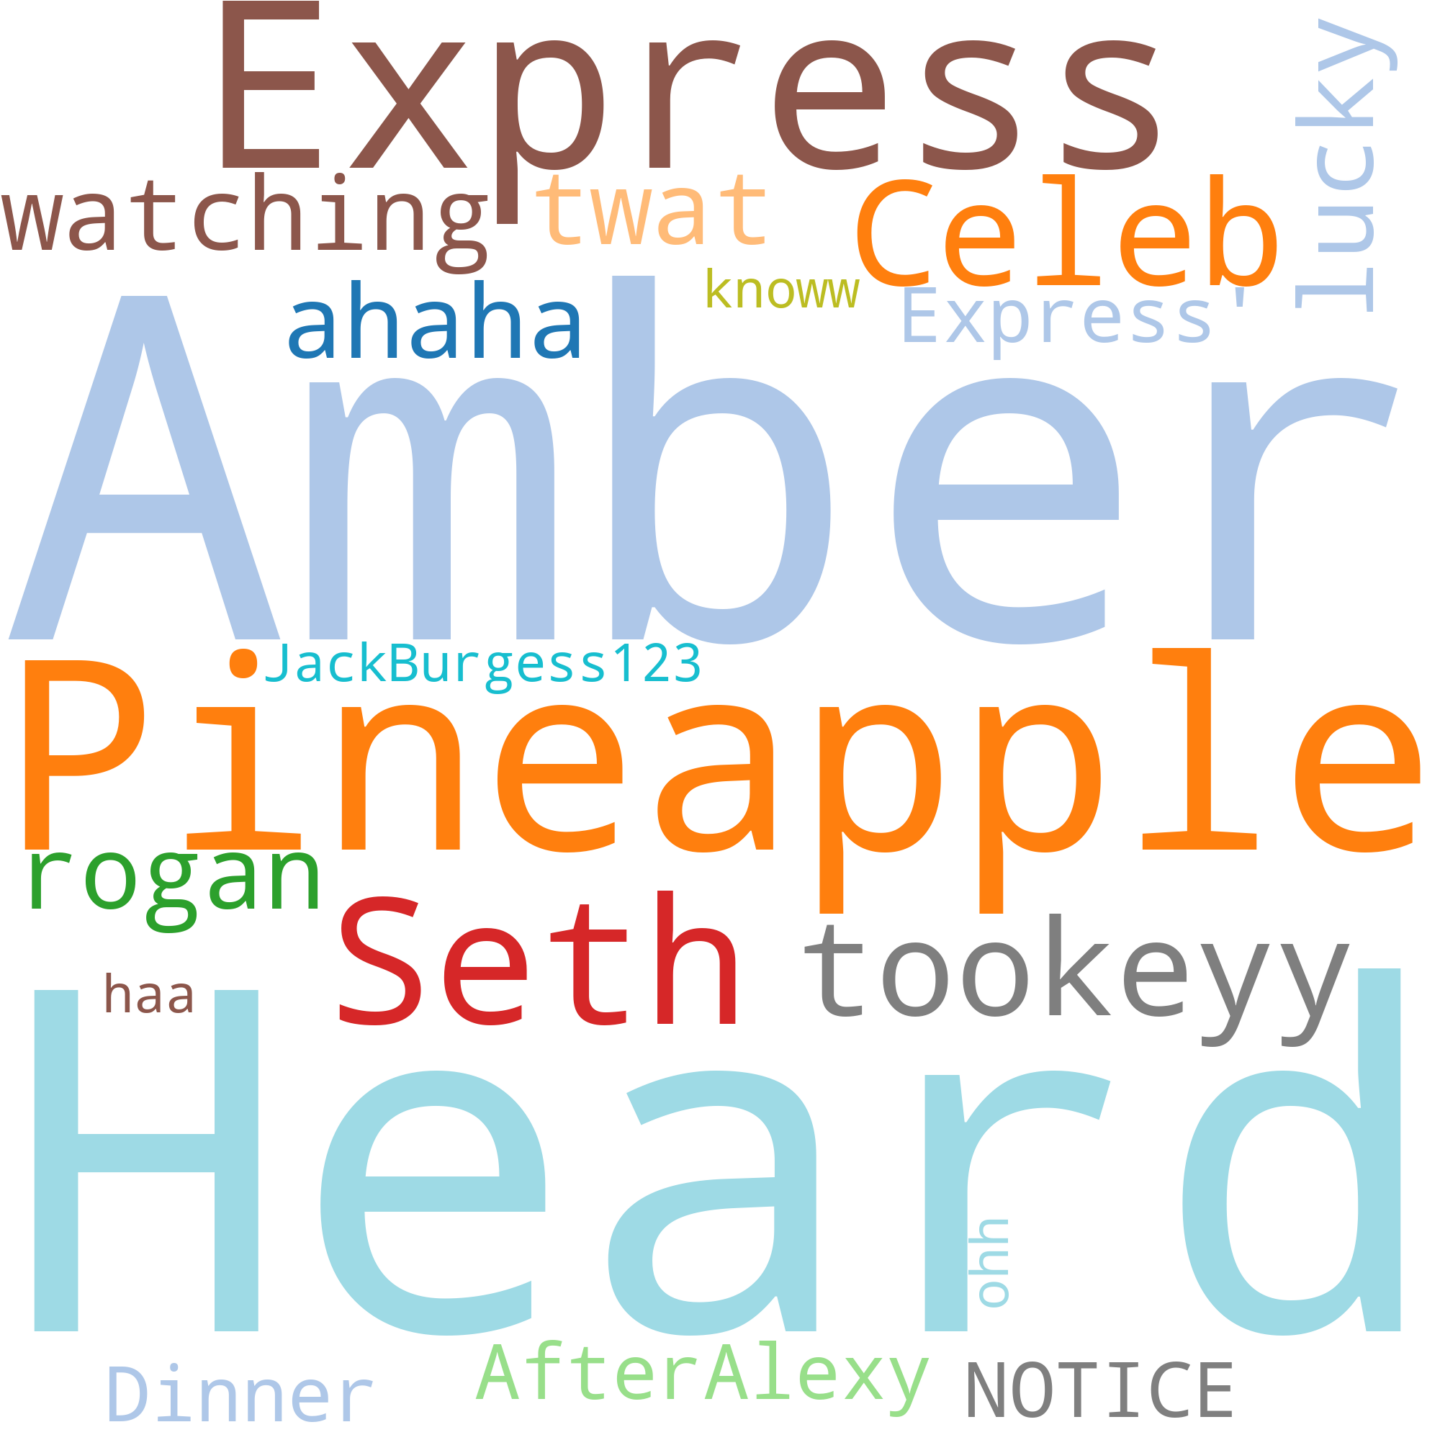 Express
lucky
watching
twat
Celeb
ahaha
knoww
Express'
Amber
JackBurgess123
Pineapple
rogan
Seth
tookeyy
haa
Heard
ohh
Dinner
AfterAlexy
NOTICE